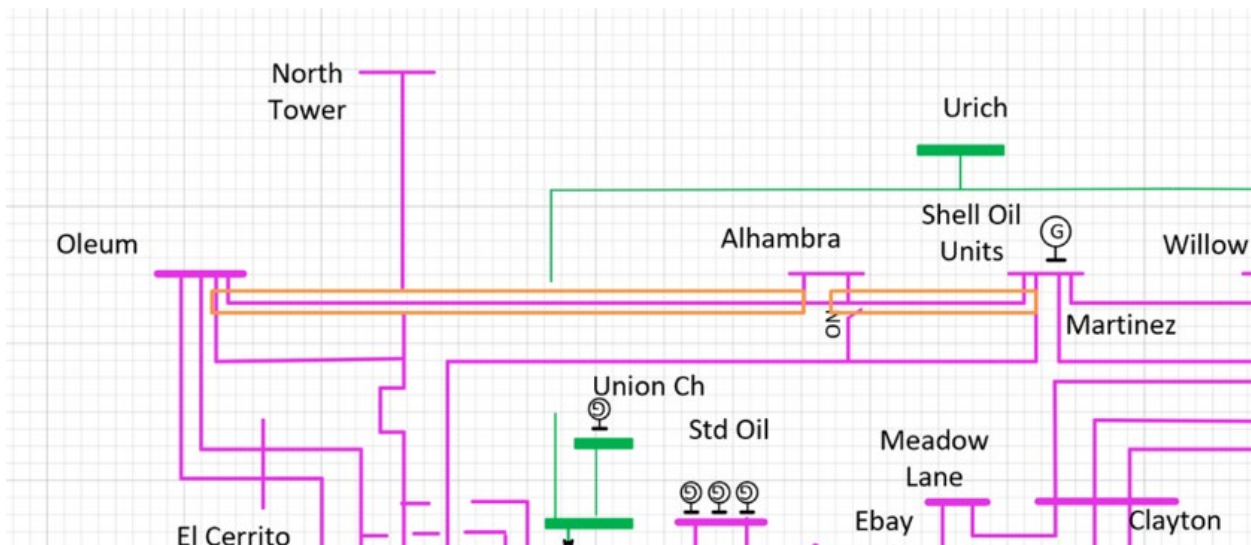 North
Tower
Urich
Oleum
Alhambra
Shell Oil
Units
G
Willow
NO
Martinez
Union Ch
Std Oil
Meadow
Lane
Ebay
Clayton
El Cerrito